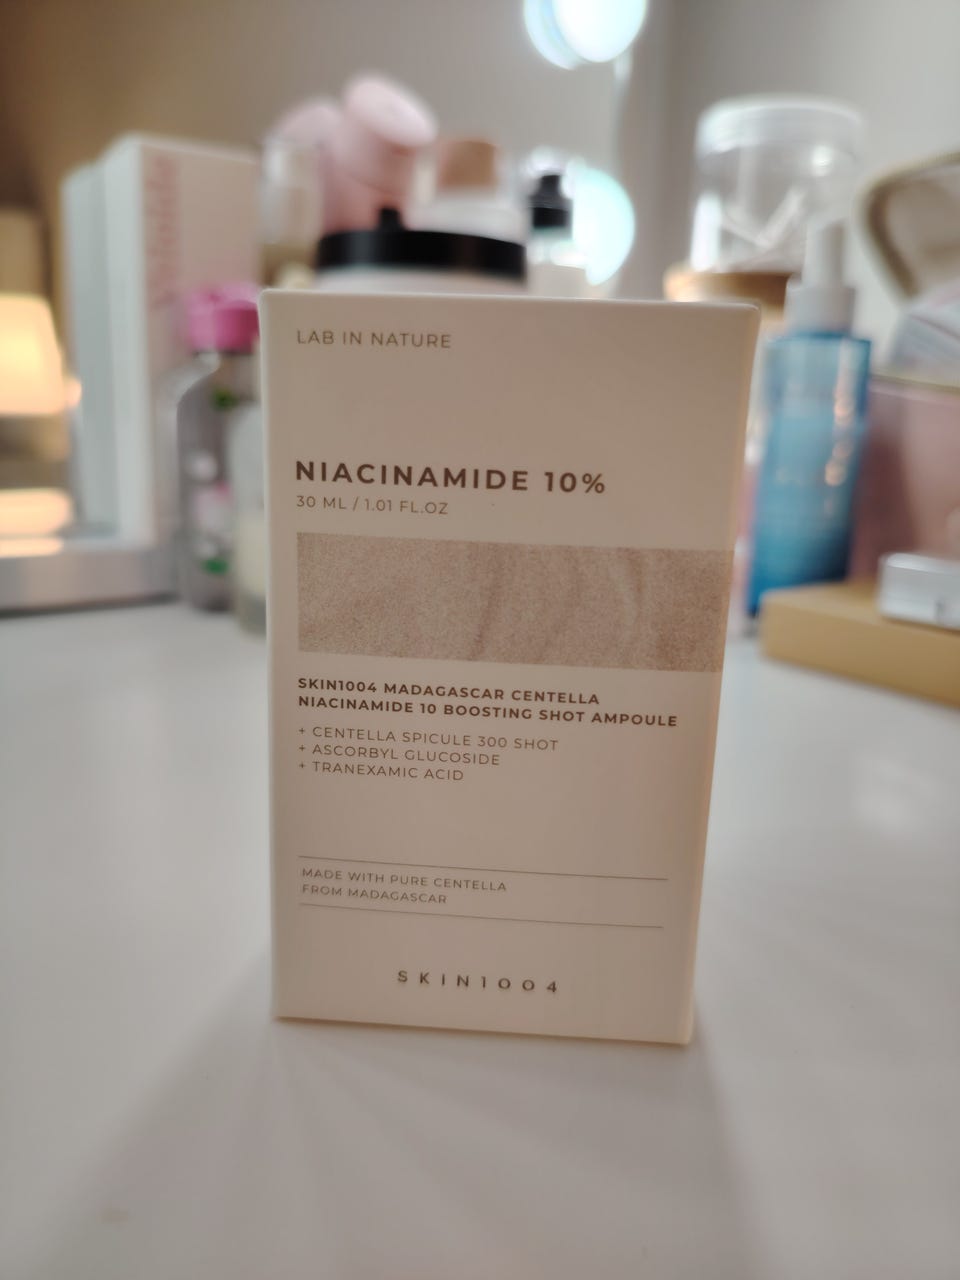 LAB IN NATURE
NIACINAMIDE 10%
30 ML / 1.01 FL.OZ
SKIN1004 MADAGASCAR CENTELLA
NIACINAMIDE 10 BOOSTING SHOT AMPOULE
+ CENTELLA SPICULE 300 SHOT
+ ASCORBYL GLUCOSIDE
+ TRANEXAMIC ACID
MADE WITH PURE CENTELLA
FROM MADAGASCAR
SKIN1004